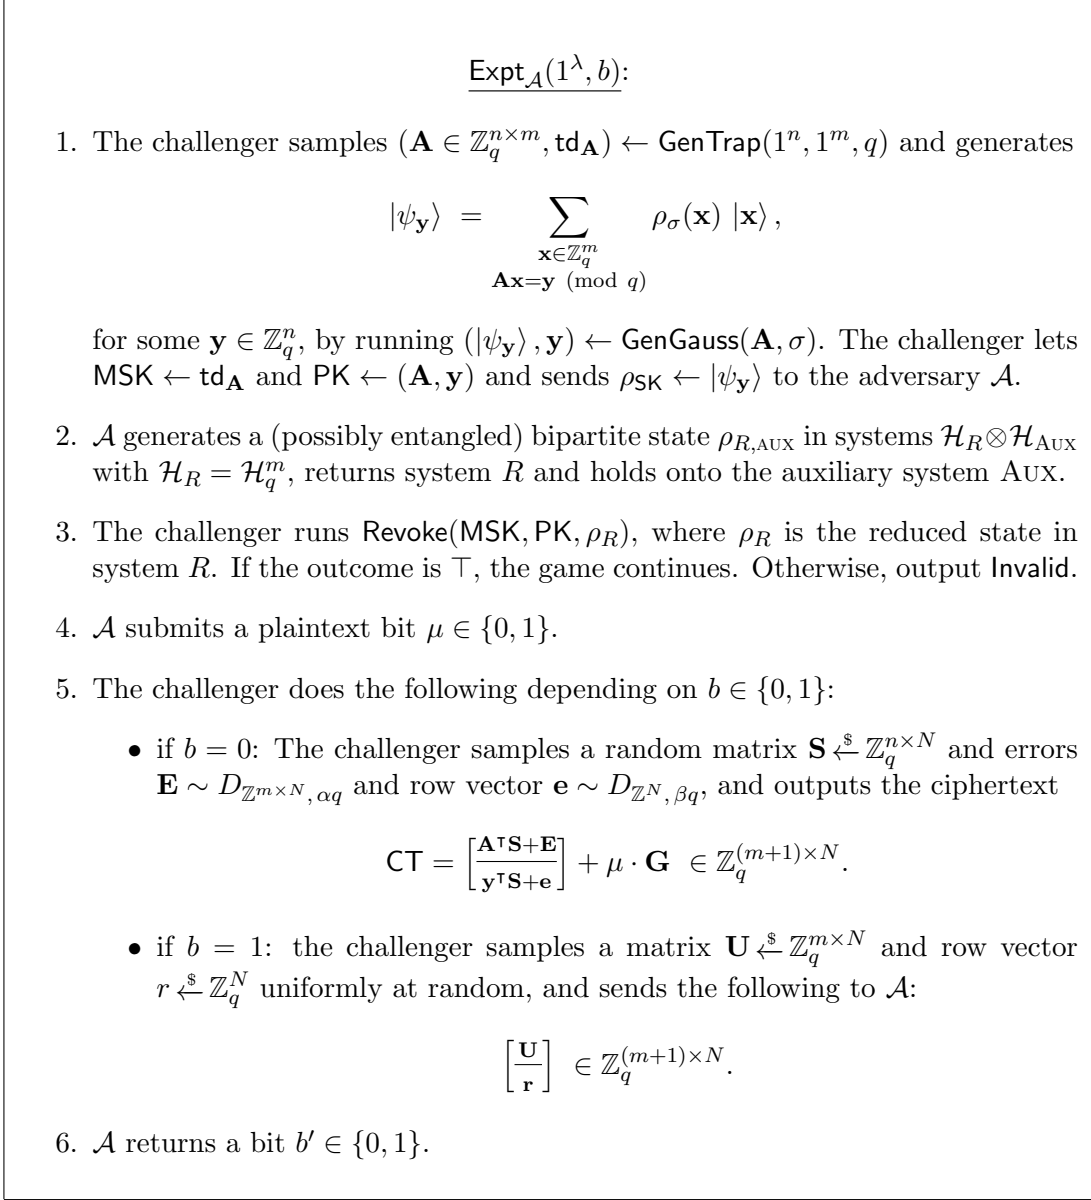 Expt_𝒜(1^λ, b):
1. The challenger samples (𝐀 ∈ ℤ_q^{n×m}, td_𝐀) ← GenTrap(1^n, 1^m, q) and generates
|ψ_𝐲⟩ = ∑_{𝐱∈ℤ_q^m, 𝐀𝐱=𝐲 (mod q)} ρ_σ(𝐱) |𝐱⟩ ,
for some 𝐲 ∈ ℤ_q^n, by running (|ψ_𝐲⟩ , 𝐲) ← GenGauss(𝐀, σ). The challenger lets
MSK ← td_𝐀 and PK ← (𝐀, 𝐲) and sends ρ_SK ← |ψ_𝐲⟩ to the adversary 𝒜.
2. 𝒜 generates a (possibly entangled) bipartite state ρ_{R,AUX} in systems ℋ_R⊗ℋ_AUX
with ℋ_R = ℋ_q^m, returns system R and holds onto the auxiliary system AUX.
3. The challenger runs Revoke(MSK, PK, ρ_R), where ρ_R is the reduced state in
system R. If the outcome is ⊤, the game continues. Otherwise, output Invalid.
4. 𝒜 submits a plaintext bit μ ∈ {0, 1}.
5. The challenger does the following depending on b ∈ {0, 1}:
• if b = 0: The challenger samples a random matrix 𝐒 ←$ ℤ_q^{n×N} and errors
𝐄 ∼ D_{ℤ^{m×N}, αq} and row vector 𝐞 ∼ D_{ℤ^N, βq}, and outputs the ciphertext
CT = [𝐀^⊺𝐒+𝐄 / 𝐲^⊺𝐒+𝐞] + μ · 𝐆 ∈ ℤ_q^{(m+1)×N}.
• if b = 1: the challenger samples a matrix 𝐔 ←$ ℤ_q^{m×N} and row vector
r ←$ ℤ_q^N uniformly at random, and sends the following to 𝒜:
[𝐔 / 𝐫] ∈ ℤ_q^{(m+1)×N}.
6. 𝒜 returns a bit b′ ∈ {0, 1}.